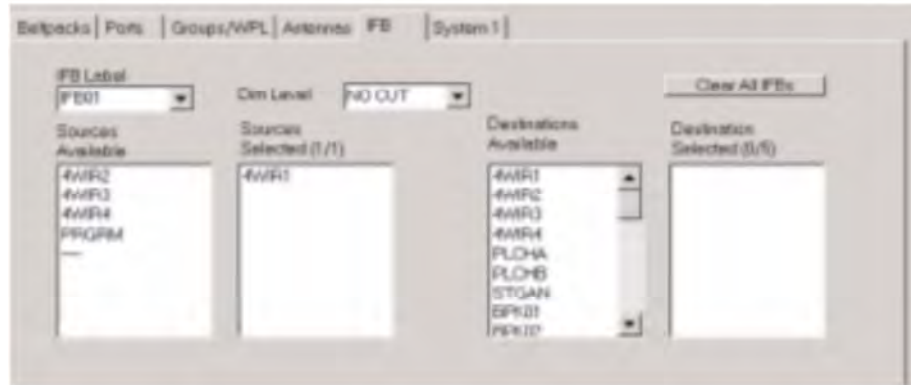 Beltpacks Ports Groups/WPL Antennas IFB System 1
IFB Label
IFB01
Dim Level
NO CUT
Clear All IFBs
Sources Available
4WIR2
4WIR3
4WIR4
PRGRM
----
Sources Selected (1/1)
4WIR1
Destinations Available
4WIR1
4WIR2
4WIR3
4WIR4
PLCHA
PLCHB
STGAN
BPK01
BPK02
Destination Selected (0/5)